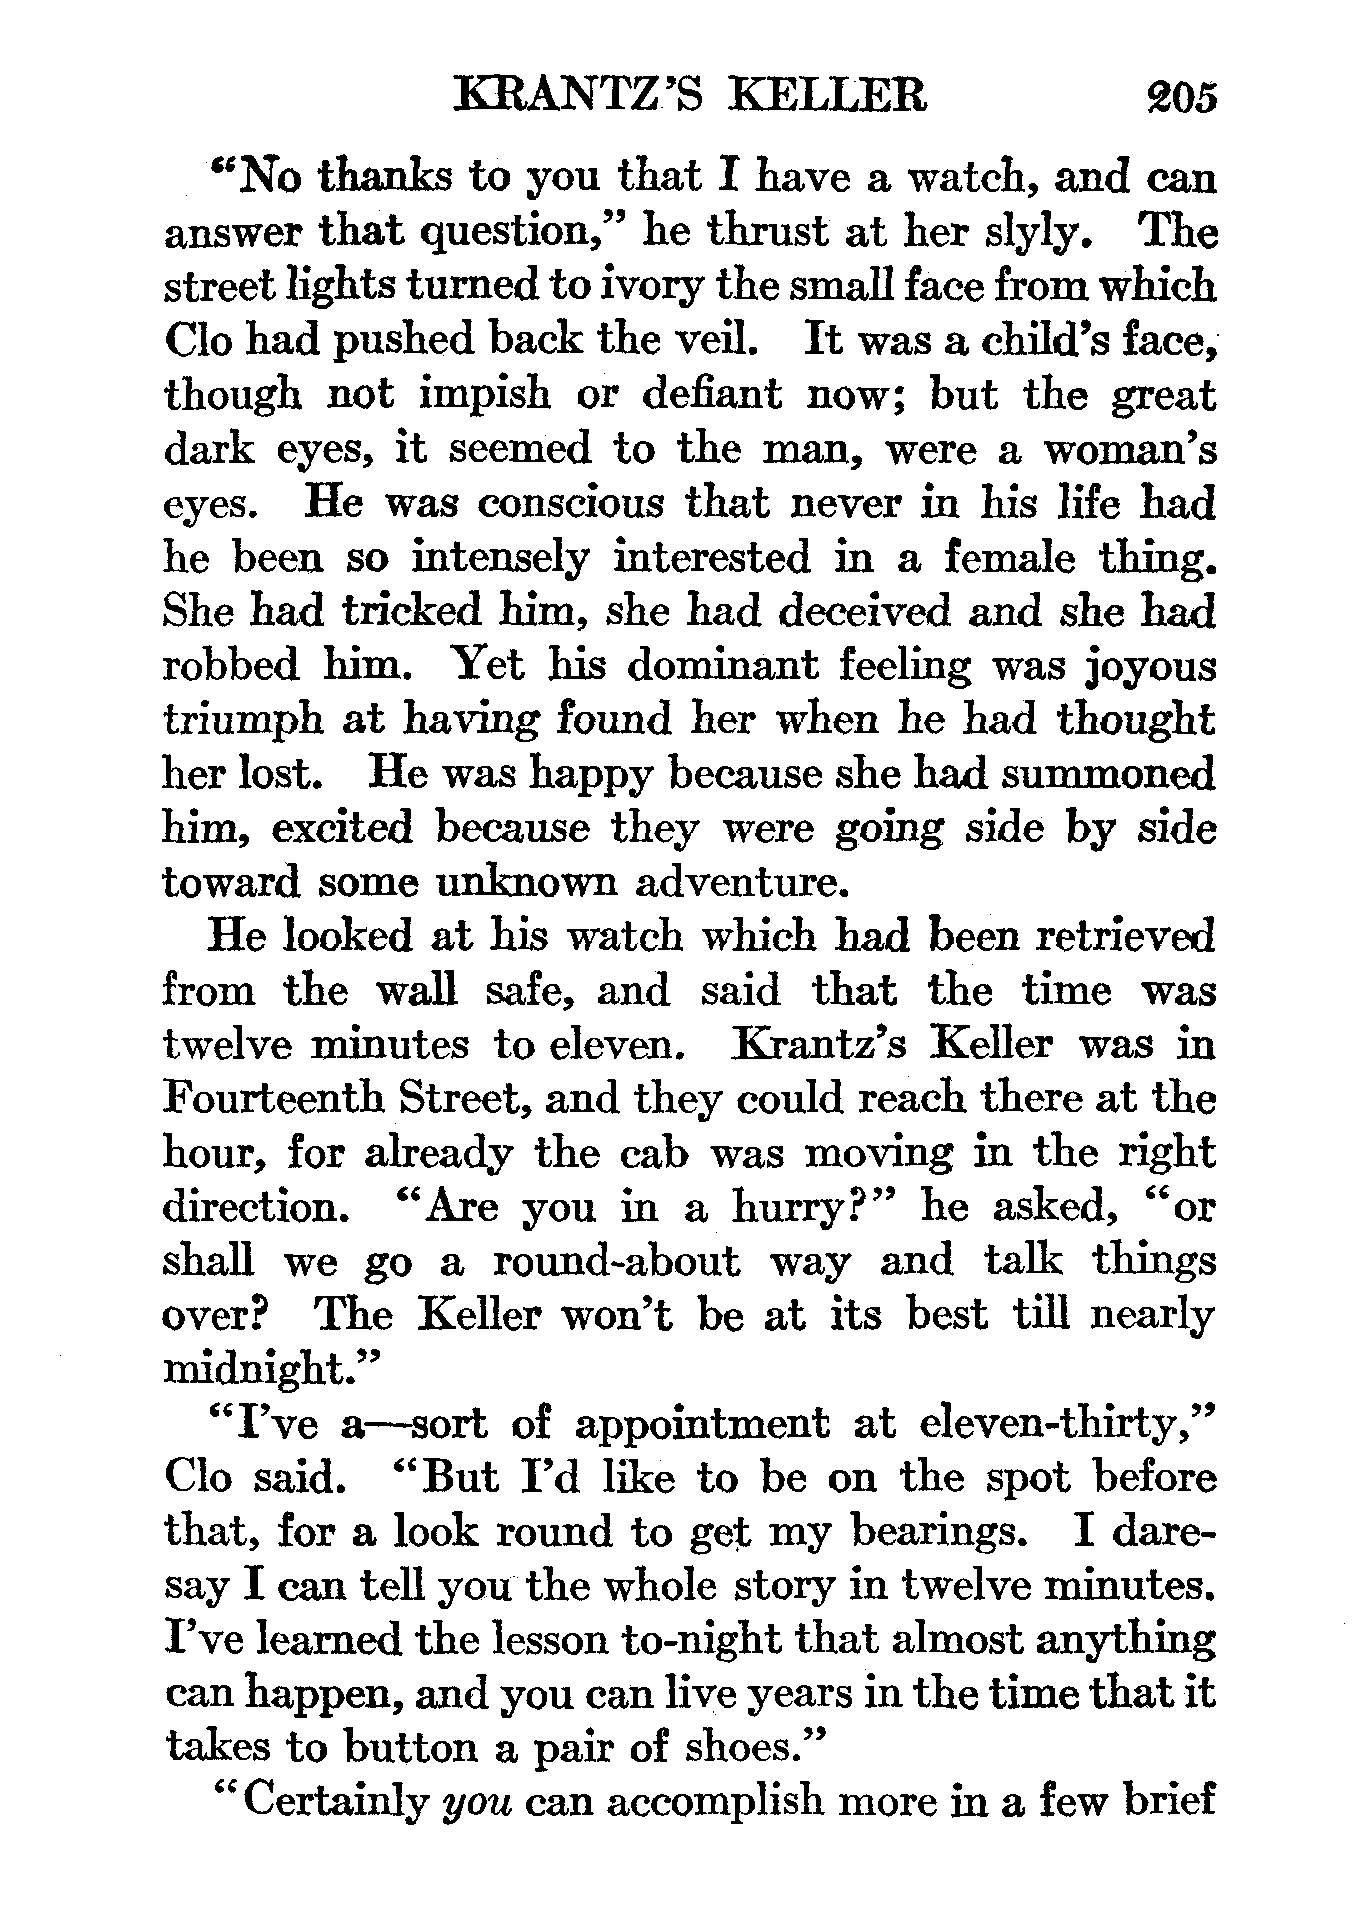 KRANTZ'S KELLER 205
"No thanks to you that I have a watch, and can
answer that question," he thrust at her slyly. The
street lights turned to ivory the small face from which
Clo had pushed back the veil. It was a child's face,
though not impish or defiant now; but the great
dark eyes, it seemed to the man, were a woman's
eyes. He was conscious that never in his life had
he been so intensely interested in a female thing.
She had tricked him, she had deceived and she had
robbed him. Yet his dominant feeling was joyous
triumph at having found her when he had thought
her lost. He was happy because she had summoned
him, excited because they were going side by side
toward some unknown adventure.
He looked at his watch which had been retrieved
from the wall safe, and said that the time was
twelve minutes to eleven. Krantz's Keller was in
Fourteenth Street, and they could reach there at the
hour, for already the cab was moving in the right
direction. "Are you in a hurry?" he asked, "or
shall we go a round-about way and talk things
over? The Keller won't be at its best till nearly
midnight."
"I've a—sort of appointment at eleven-thirty,"
Clo said. "But I'd like to be on the spot before
that, for a look round to get my bearings. I dare-
say I can tell you the whole story in twelve minutes.
I've learned the lesson to-night that almost anything
can happen, and you can live years in the time that it
takes to button a pair of shoes."
"Certainly you can accomplish more in a few brief